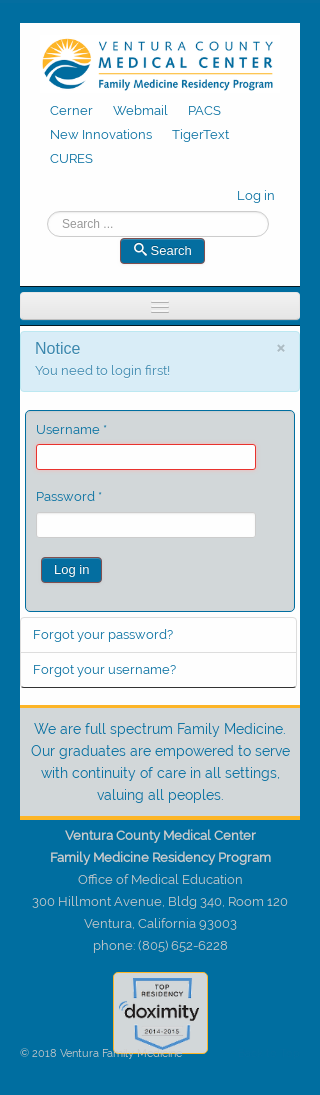 VENTURA COUNTY
MEDICAL CENTER
Family Medicine Residency Program
Cerner Webmail PACS
New Innovations TigerText
CURES
Log in
Search ...
Search
Notice ×
You need to login first!
Username *
Password *
Log in
Forgot your password?
Forgot your username?
We are full spectrum Family Medicine.
Our graduates are empowered to serve
with continuity of care in all settings,
valuing all peoples.
Ventura County Medical Center
Family Medicine Residency Program
Office of Medical Education
300 Hillmont Avenue, Bldg 340, Room 120
Ventura, California 93003
phone: (805) 652-6228
TOP
RESIDENCY
doximity
2014-2015
© 2018 Ventura Family Medicine